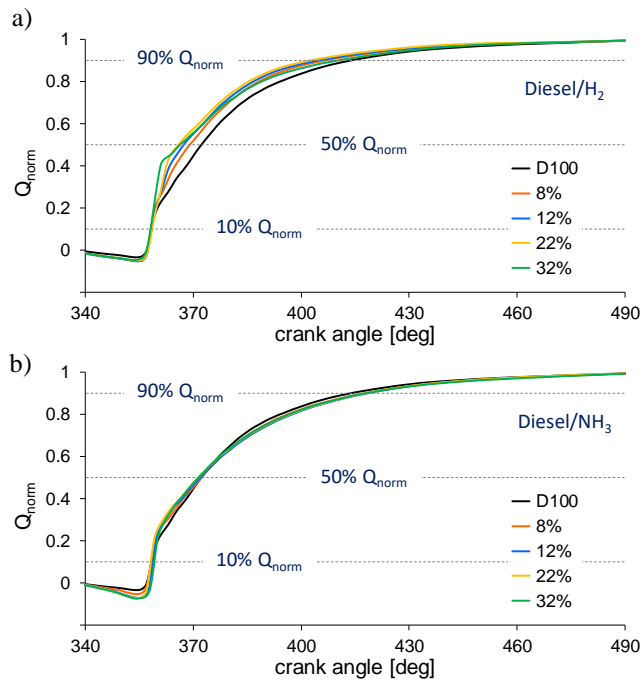 a)
1
90% Qnorm
0.8
Diesel/H2
0.6
50% Qnorm
Qnorm
0.4
D100
8%
0.2
10% Qnorm
12%
22%
0
32%
340
370
400
430
460
490
crank angle [deg]
b)
1
90% Qnorm
0.8
Diesel/NH3
0.6
50% Qnorm
Qnorm
0.4
D100
8%
0.2
10% Qnorm
12%
22%
0
32%
340
370
400
430
460
490
crank angle [deg]